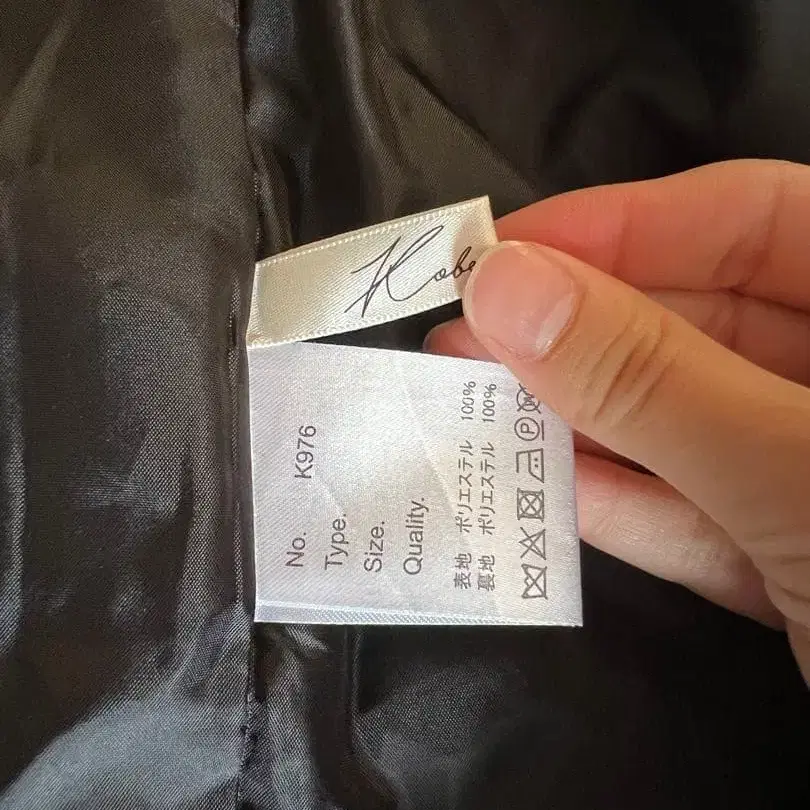 Kobe
No. K976
Type.
Size.
Quality.
表地 ポリエステル 100%
裏地 ポリエステル 100%